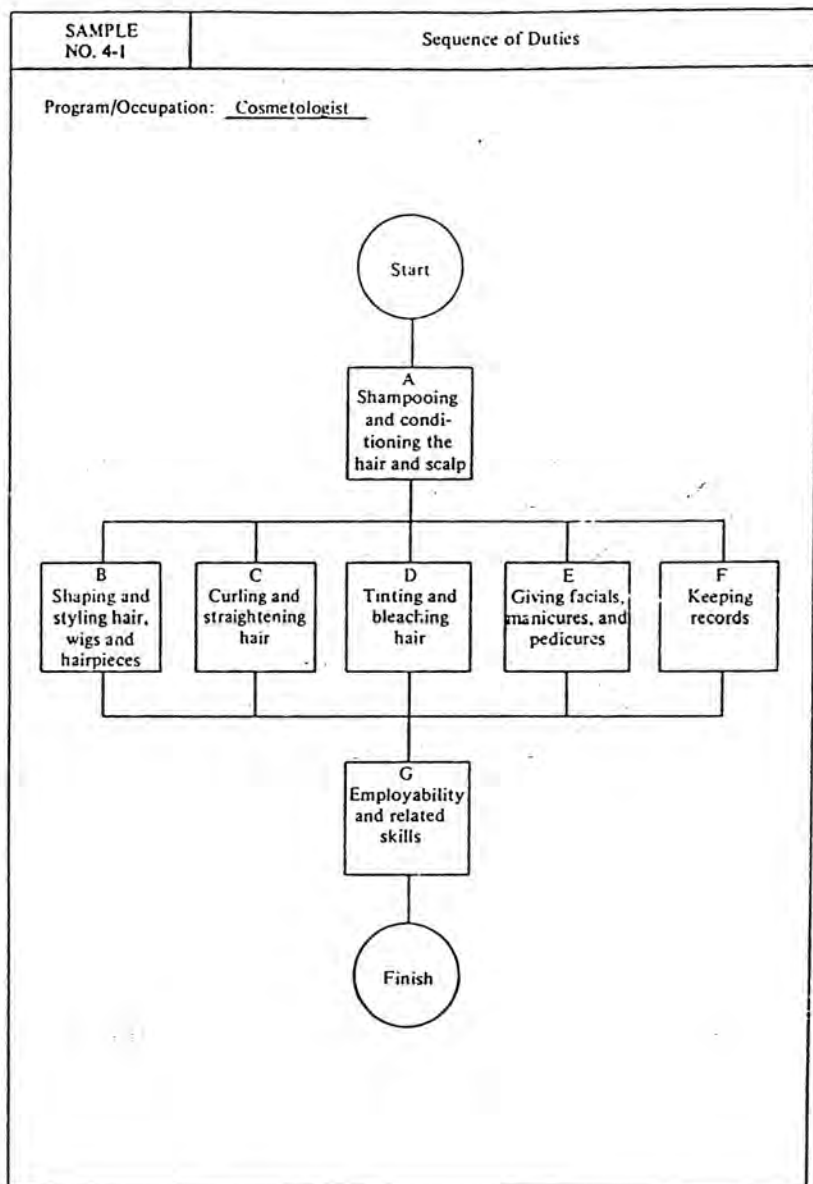 SAMPLE
NO. 4-1
Sequence of Duties
Program/Occupation: Cosmetologist
Start
A
Shampooing
and condi-
tioning the
hair and scalp
B
Shaping and
styling hair,
wigs and
hairpieces
C
Curling and
straightening
hair
D
Tinting and
bleaching
hair
E
Giving facials,
manicures, and
pedicures
F
Keeping
records
G
Employability
and related
skills
Finish